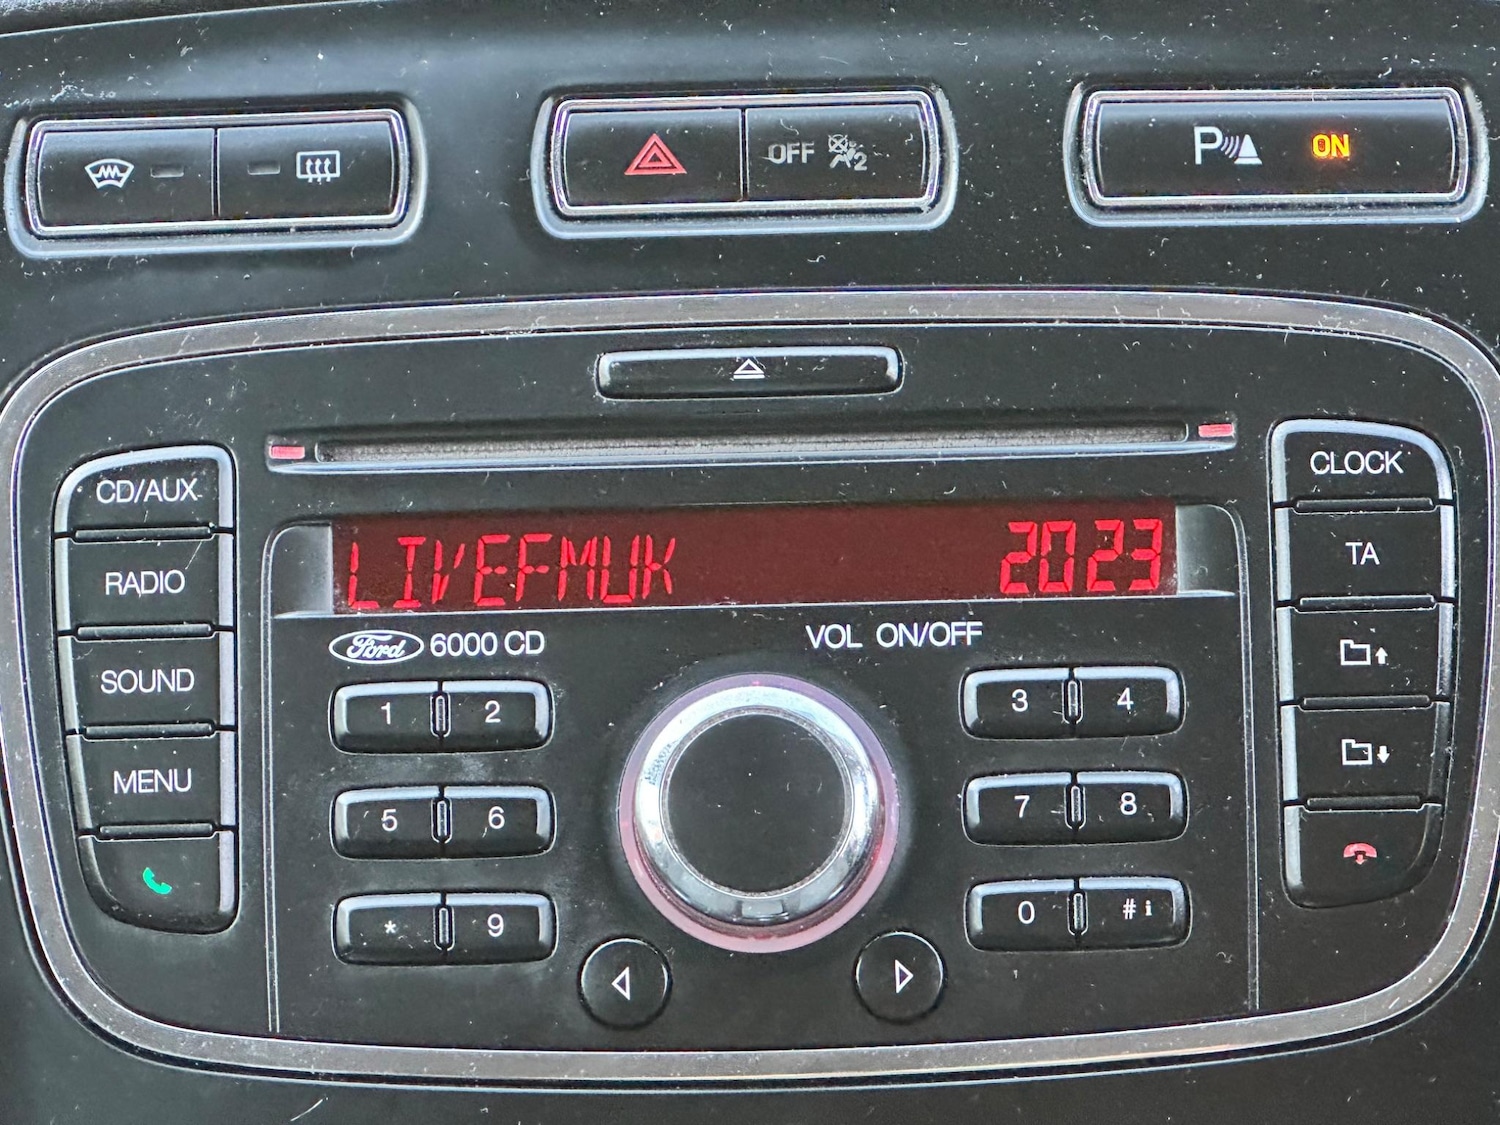 OFF 2
P ON
CD/AUX
RADIO
SOUND
MENU
LIVEFMUK 2023
Ford 6000 CD
VOL ON/OFF
1 2
3 4
5 6
7 8
* 9
0 # i
CLOCK
TA